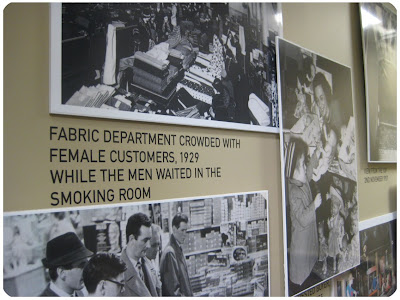 FABRIC DEPARTMENT CROWDED WITH
FEMALE CUSTOMERS, 1929
WHILE THE MEN WAITED IN THE
SMOKING ROOM